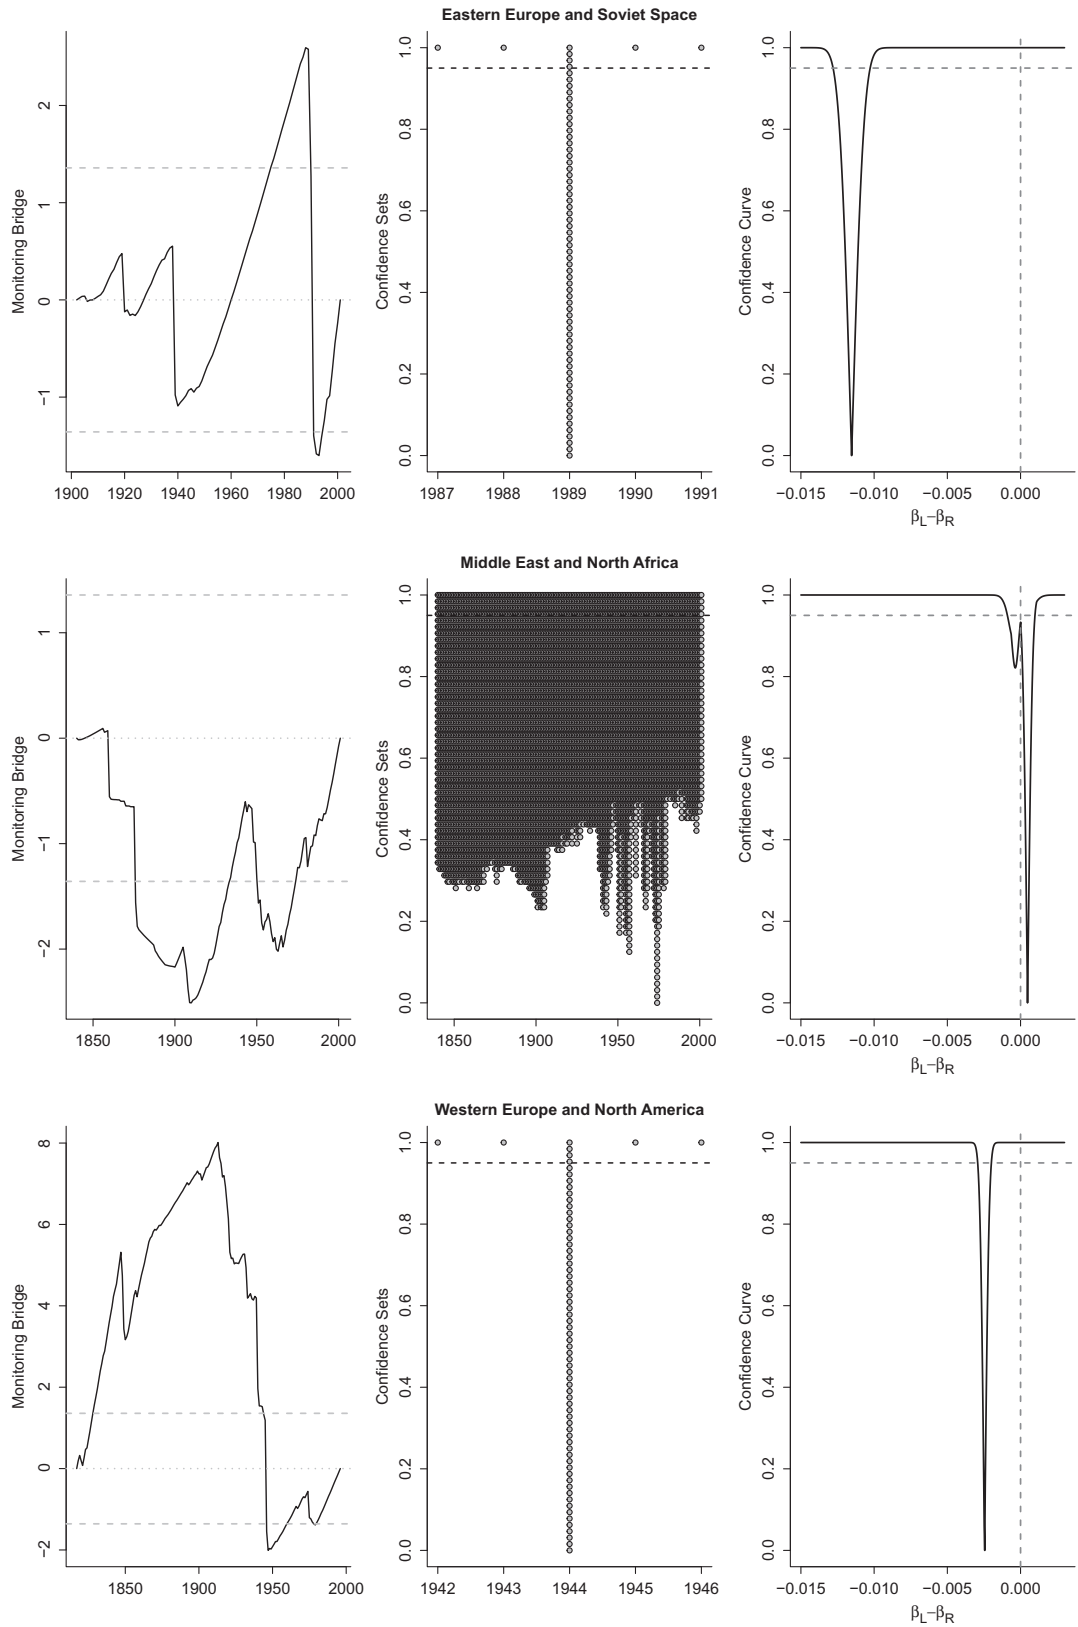 Eastern Europe and Soviet Space
Monitoring Bridge
−1 0 1 2
1900 1920 1940 1960 1980 2000
Confidence Sets
0.0 0.2 0.4 0.6 0.8 1.0
1987 1988 1989 1990 1991
Confidence Curve
0.0 0.2 0.4 0.6 0.8 1.0
−0.015 −0.010 −0.005 0.000
βL−βR
Middle East and North Africa
Monitoring Bridge
−2 −1 0 1
1850 1900 1950 2000
Confidence Sets
0.0 0.2 0.4 0.6 0.8 1.0
1850 1900 1950 2000
Confidence Curve
0.0 0.2 0.4 0.6 0.8 1.0
−0.015 −0.010 −0.005 0.000
βL−βR
Western Europe and North America
Monitoring Bridge
−2 0 2 4 6 8
1850 1900 1950 2000
Confidence Sets
0.0 0.2 0.4 0.6 0.8 1.0
1942 1943 1944 1945 1946
Confidence Curve
0.0 0.2 0.4 0.6 0.8 1.0
−0.015 −0.010 −0.005 0.000
βL−βR